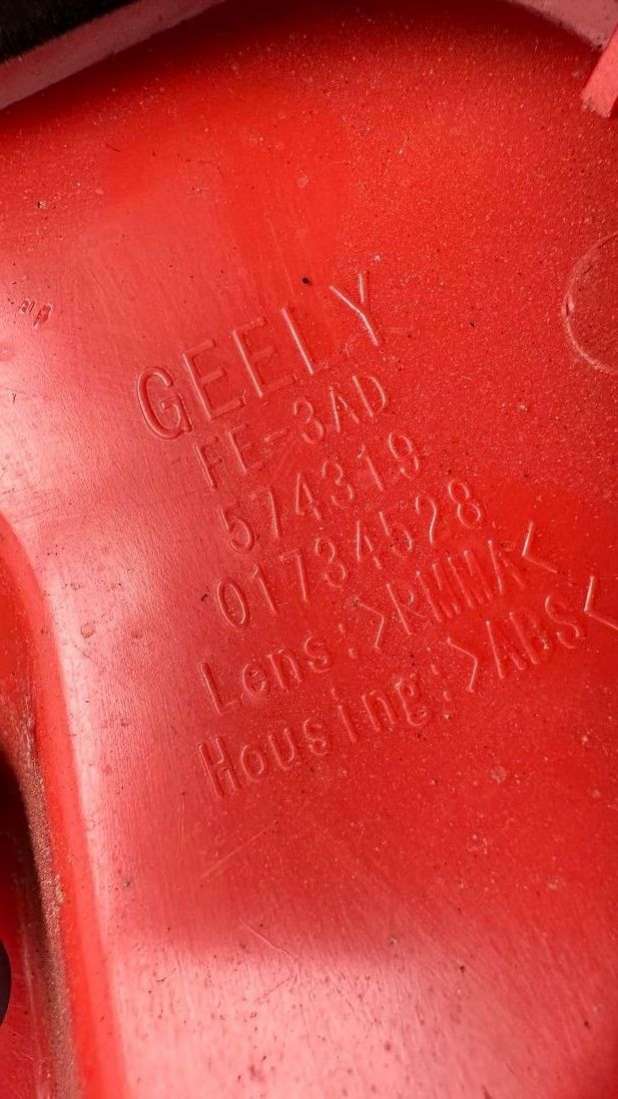 GEELY
FE-3AD
574319
01734528
Lens:>PMMA<
Housing:>ABS<